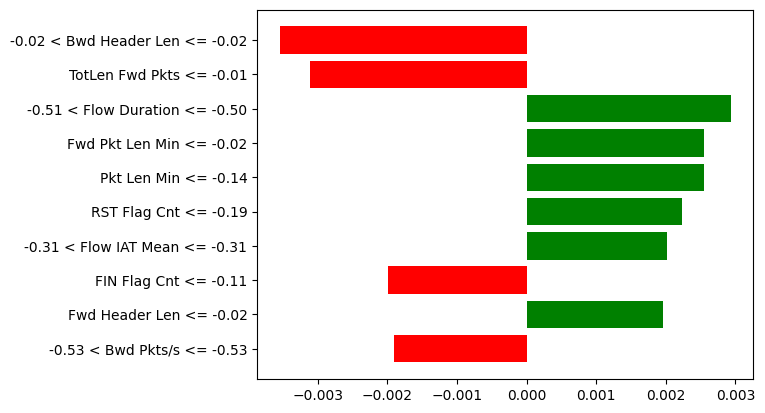 -0.02 < Bwd Header Len <= -0.02
TotLen Fwd Pkts <= -0.01
-0.51 < Flow Duration <= -0.50
Fwd Pkt Len Min <= -0.02
Pkt Len Min <= -0.14
RST Flag Cnt <= -0.19
-0.31 < Flow IAT Mean <= -0.31
FIN Flag Cnt <= -0.11
Fwd Header Len <= -0.02
-0.53 < Bwd Pkts/s <= -0.53
−0.003 −0.002 −0.001 0.000 0.001 0.002 0.003